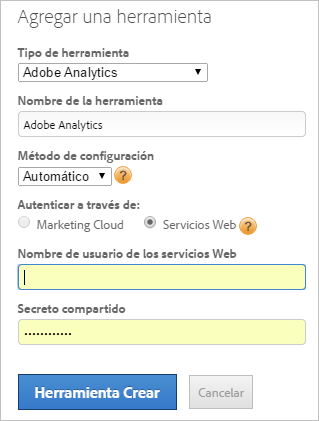 Agregar una herramienta
Tipo de herramienta
Adobe Analytics
Nombre de la herramienta
Adobe Analytics
Método de configuración
Automático ?
Autenticar a través de:
Marketing Cloud Servicios Web ?
Nombre de usuario de los servicios Web
Secreto compartido
............
Herramienta Crear Cancelar